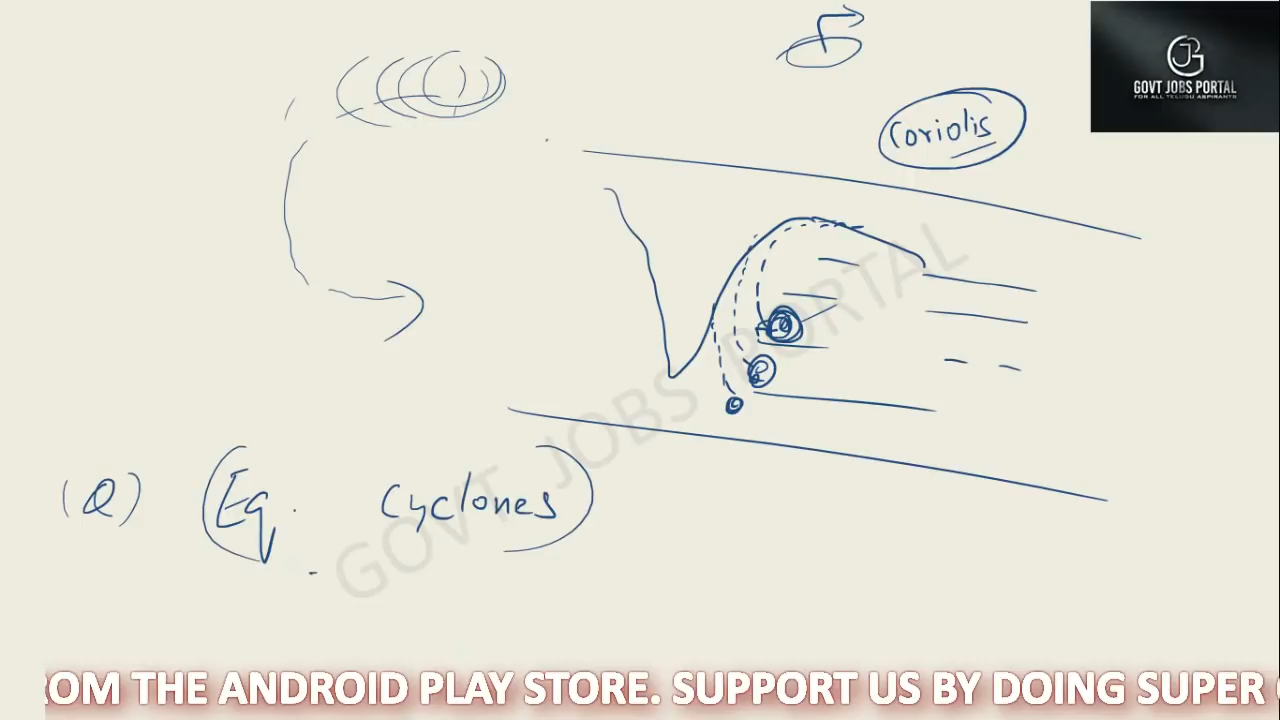 GOVT JOBS PORTAL
FOR ALL TELUGU ASPIRANTS
Coriolis
GOVT JOBS PORTAL
(Q) (Eq. Cyclones)
ROM THE ANDROID PLAY STORE. SUPPORT US BY DOING SUPER